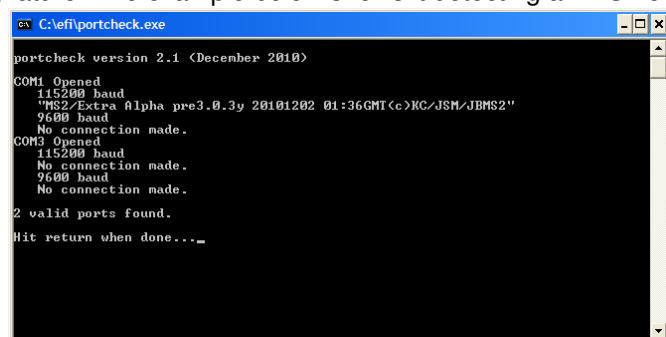 C:\efi\portcheck.exe
portcheck version 2.1 (December 2010)
COM1 Opened
115200 baud
"MS2/Extra Alpha pre3.0.3y 20101202 01:36GMT(c)KC/JSM/JBMS2"
9600 baud
No connection made.
COM3 Opened
115200 baud
No connection made.
9600 baud
No connection made.
2 valid ports found.
Hit return when done..._